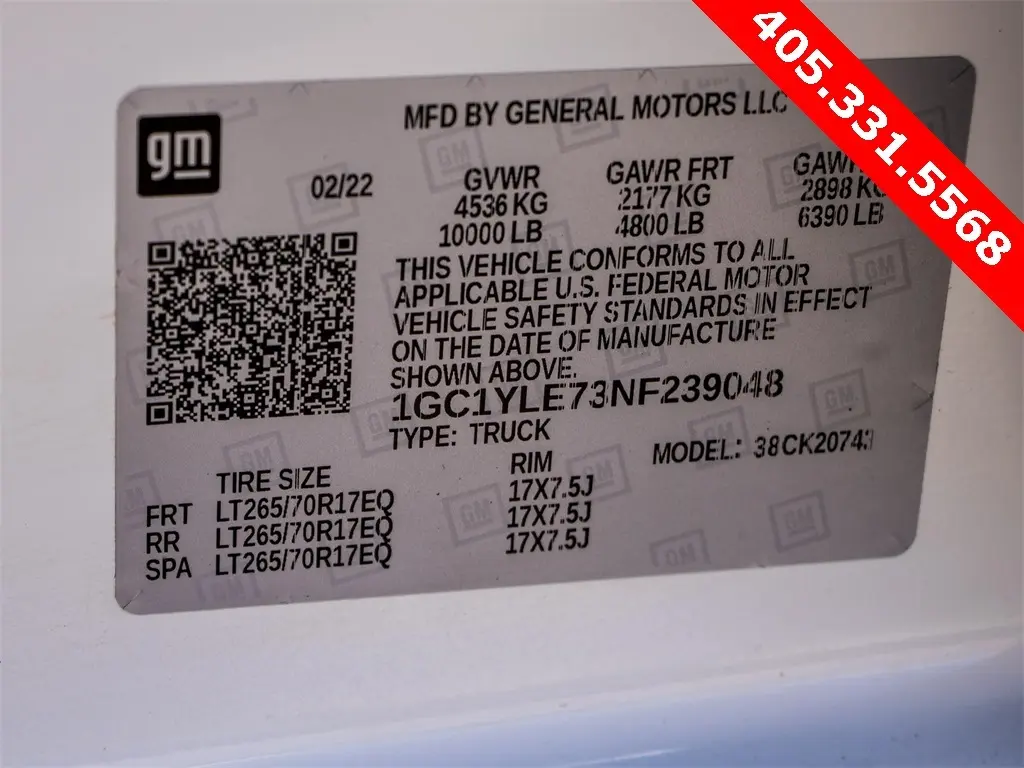 405.331.5568
MFD BY GENERAL MOTORS LLC
gm
02/22
GVWR GAWR FRT
4536 KG 2177 KG 2898 KG
10000 LB 4800 LB 6390 LB
THIS VEHICLE CONFORMS TO ALL
APPLICABLE U.S. FEDERAL MOTOR
VEHICLE SAFETY STANDARDS IN EFFECT
ON THE DATE OF MANUFACTURE
SHOWN ABOVE.
1GC1YLE73NF239048
TYPE: TRUCK
MODEL: 38CK20743
TIRE SIZE RIM
FRT LT265/70R17EQ 17X7.5J
RR LT265/70R17EQ 17X7.5J
SPA LT265/70R17EQ 17X7.5J